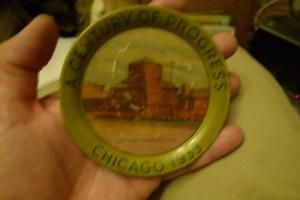 A CENTURY OF PROGRESS
CHICAGO 1933